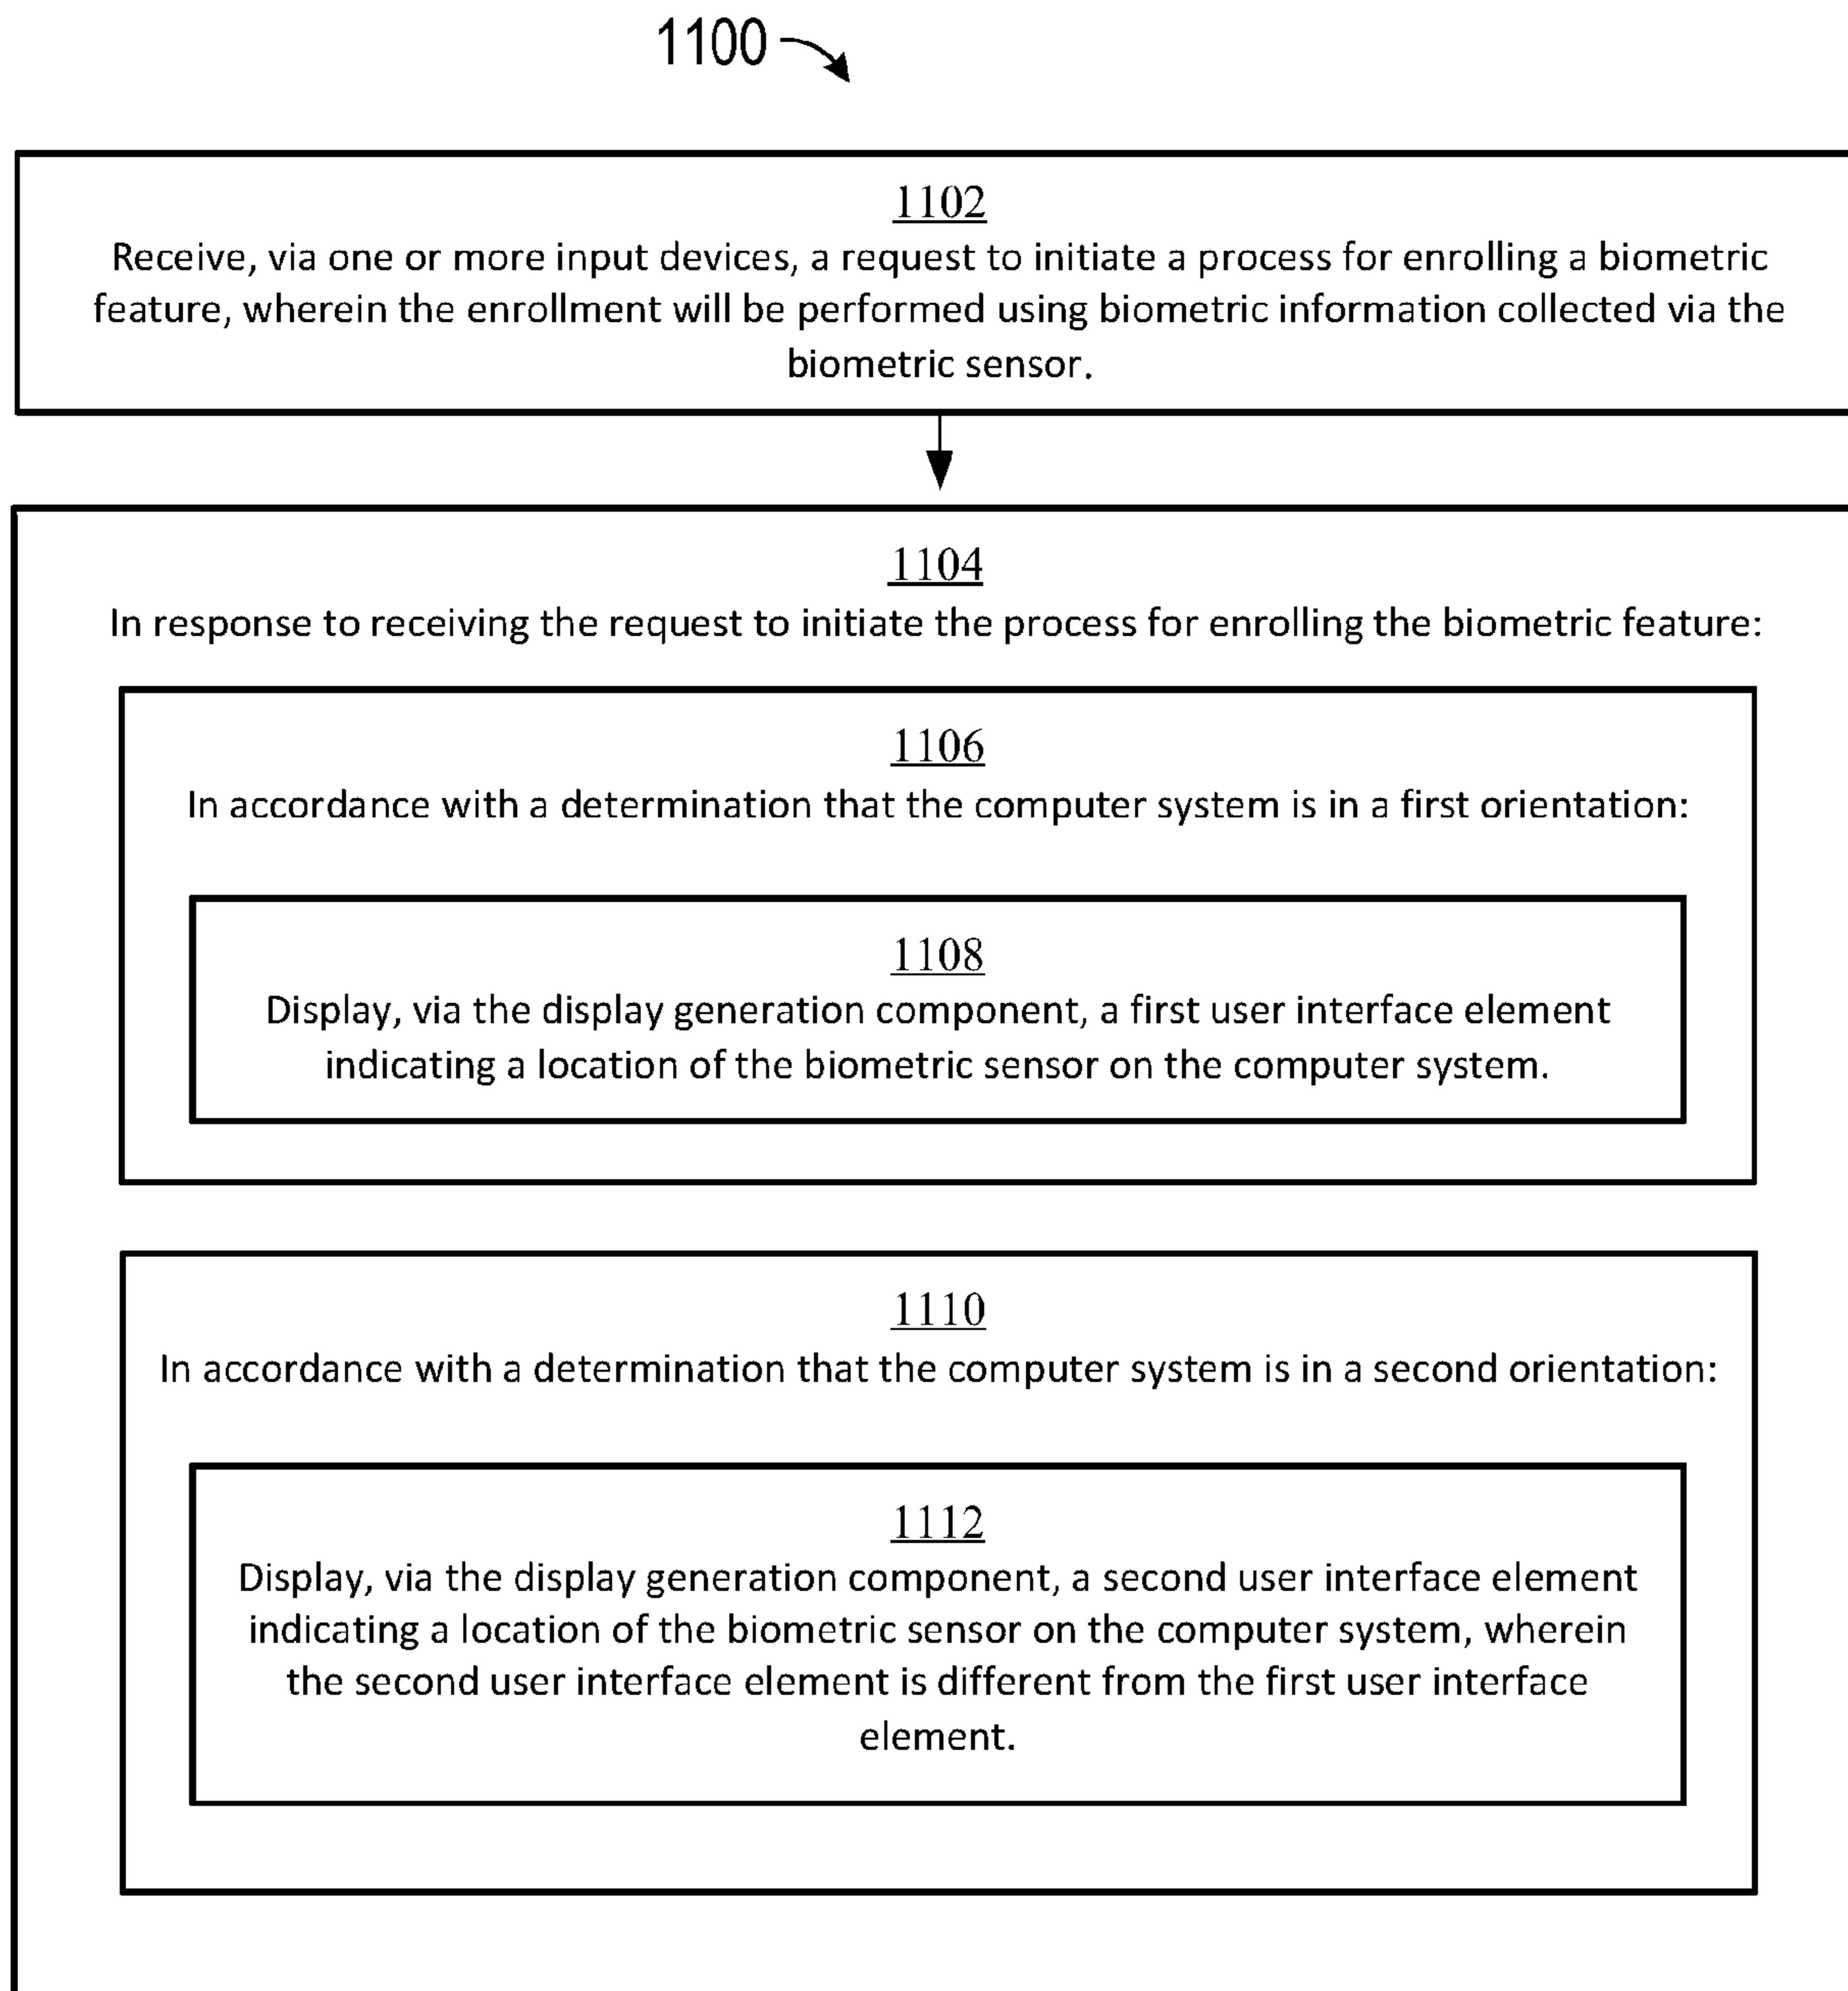 1100
1102
Receive, via one or more input devices, a request to initiate a process for enrolling a biometric
feature, wherein the enrollment will be performed using biometric information collected via the
biometric sensor.
1104
In response to receiving the request to initiate the process for enrolling the biometric feature:
1106
In accordance with a determination that the computer system is in a first orientation:
1108
Display, via the display generation component, a first user interface element
indicating a location of the biometric sensor on the computer system.
1110
In accordance with a determination that the computer system is in a second orientation:
1112
Display, via the display generation component, a second user interface element
indicating a location of the biometric sensor on the computer system, wherein
the second user interface element is different from the first user interface
element.